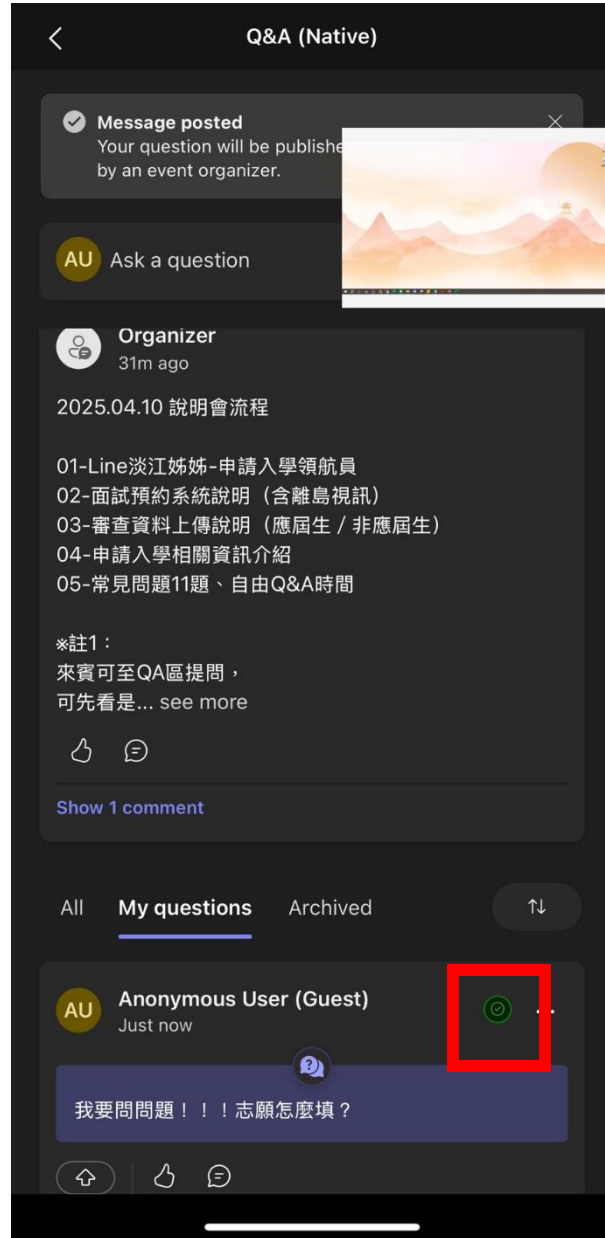 Q&A (Native)
Message posted
Your question will be publishe
by an event organizer.
AU Ask a question
Organizer
31m ago
2025.04.10 說明會流程
01-Line淡江姊姊-申請入學領航員
02-面試預約系統說明（含離島視訊）
03-審查資料上傳說明（應屆生 / 非應屆生）
04-申請入學相關資訊介紹
05-常見問題11題、自由Q&A時間
※註1：
來賓可至QA區提問，
可先看是... see more
Show 1 comment
All My questions Archived
AU Anonymous User (Guest)
Just now
我要問問題！！！志願怎麼填？